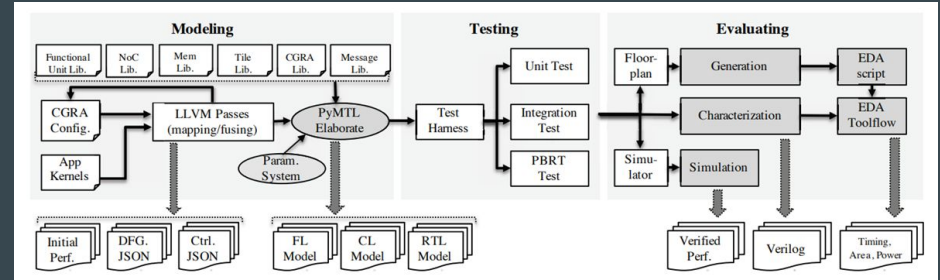 Modeling
Testing
Evaluating
Functional
Unit Lib.
NoC
Lib.
Mem
Lib.
Tile
Lib.
CGRA
Lib.
Message
Lib.
CGRA
Config.
App
Kernels
LLVM Passes
(mapping/fusing)
PyMTL
Elaborate
Param.
System
Test
Harness
Unit Test
Integration
Test
PBRT
Test
Floor-
plan
Generation
EDA
script
Characterization
EDA
Toolflow
Simu-
lator
Simulation
Initial
Perf.
DFG.
JSON
Ctrl.
JSON
FL
Model
CL
Model
RTL
Model
Verified
Perf.
Verilog
Timing,
Area, Power